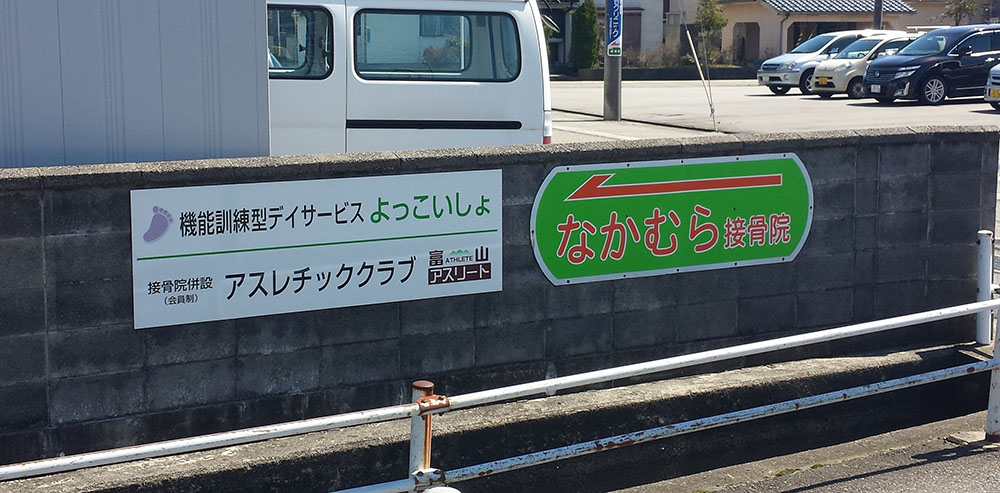 機能訓練型デイサービス よっこいしょ
接骨院併設
(会員制)
アスレチッククラブ
富 ATHLETE 山
アスリート
なかむら接骨院